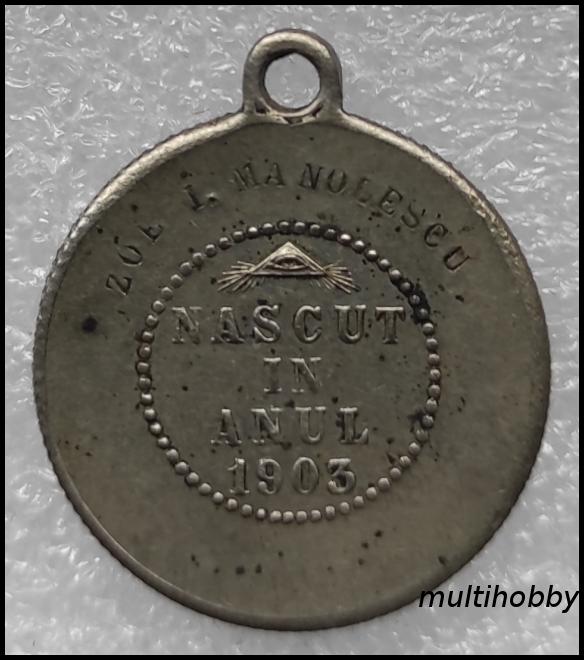 ZOE I. MANOLESCU
NASCUT
IN
ANUL
1903
multihobby